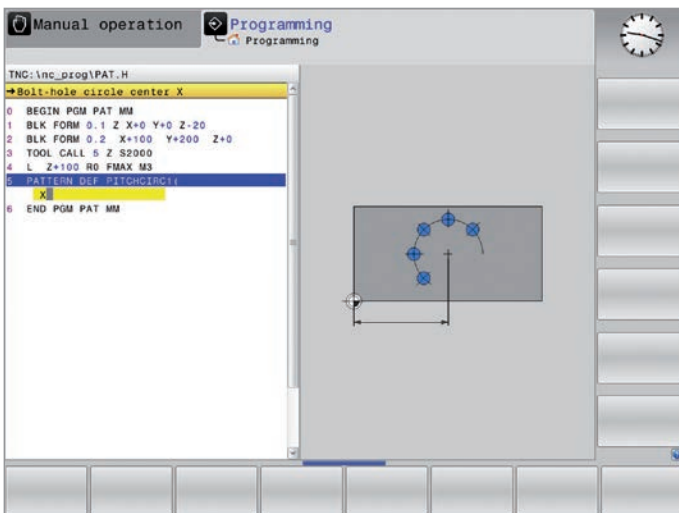 Manual operation
Programming
Programming
TNC:\nc_prog\PAT.H
→Bolt-hole circle center X
0 BEGIN PGM PAT MM
1 BLK FORM 0.1 Z X+0 Y+0 Z-20
2 BLK FORM 0.2 X+100 Y+200 Z+0
3 TOOL CALL 5 Z S2000
4 L Z+100 R0 FMAX M3
5 PATTERN DEF PITCHCIRC1(
X
6 END PGM PAT MM